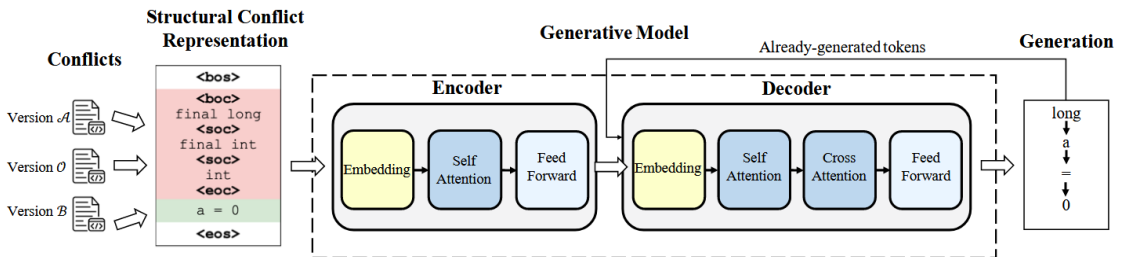 Conflicts
Version 𝒜
Version 𝒪
Version ℬ
Structural Conflict
Representation
<bos>
<boc>
final long
<soc>
final int
<soc>
int
<eoc>
a = 0
<eos>
Generative Model
Already-generated tokens
Encoder
Embedding
Self
Attention
Feed
Forward
Decoder
Embedding
Self
Attention
Cross
Attention
Feed
Forward
Generation
long
a
=
0